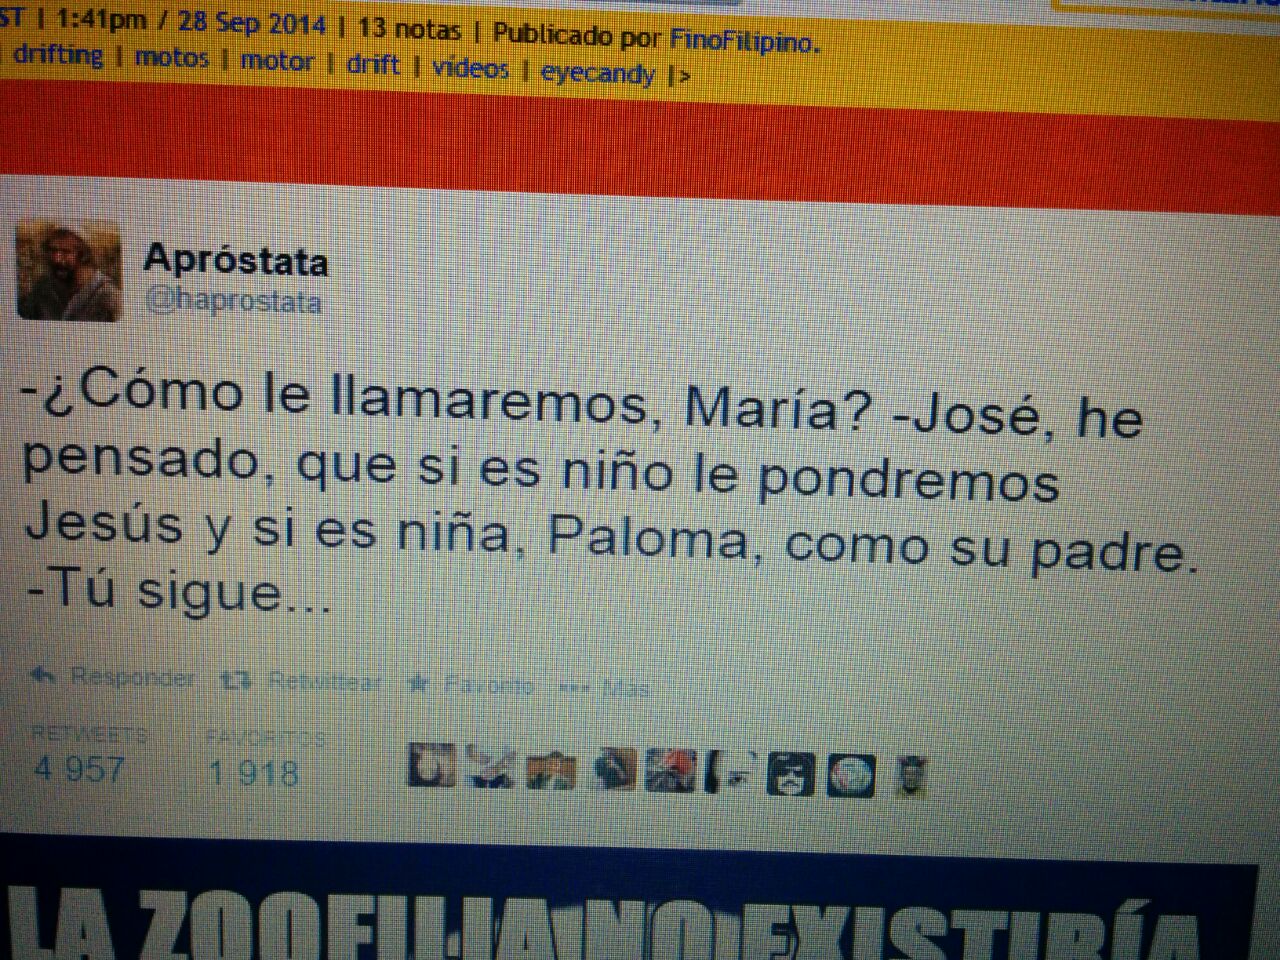 ST | 1:41pm / 28 Sep 2014 | 13 notas | Publicado por FinoFilipino.
| drifting | motos | motor | drift | vídeos | eyecandy |>
Apróstata
@haprostata
-¿Cómo le llamaremos, María? -José, he
pensado, que si es niño le pondremos
Jesús y si es niña, Paloma, como su padre.
-Tú sigue...
Responder Retwittear Favorito Más
RETWEETS FAVORITOS
4 957 1 918
LA ZOOFILIA NO EXISTIRÍA